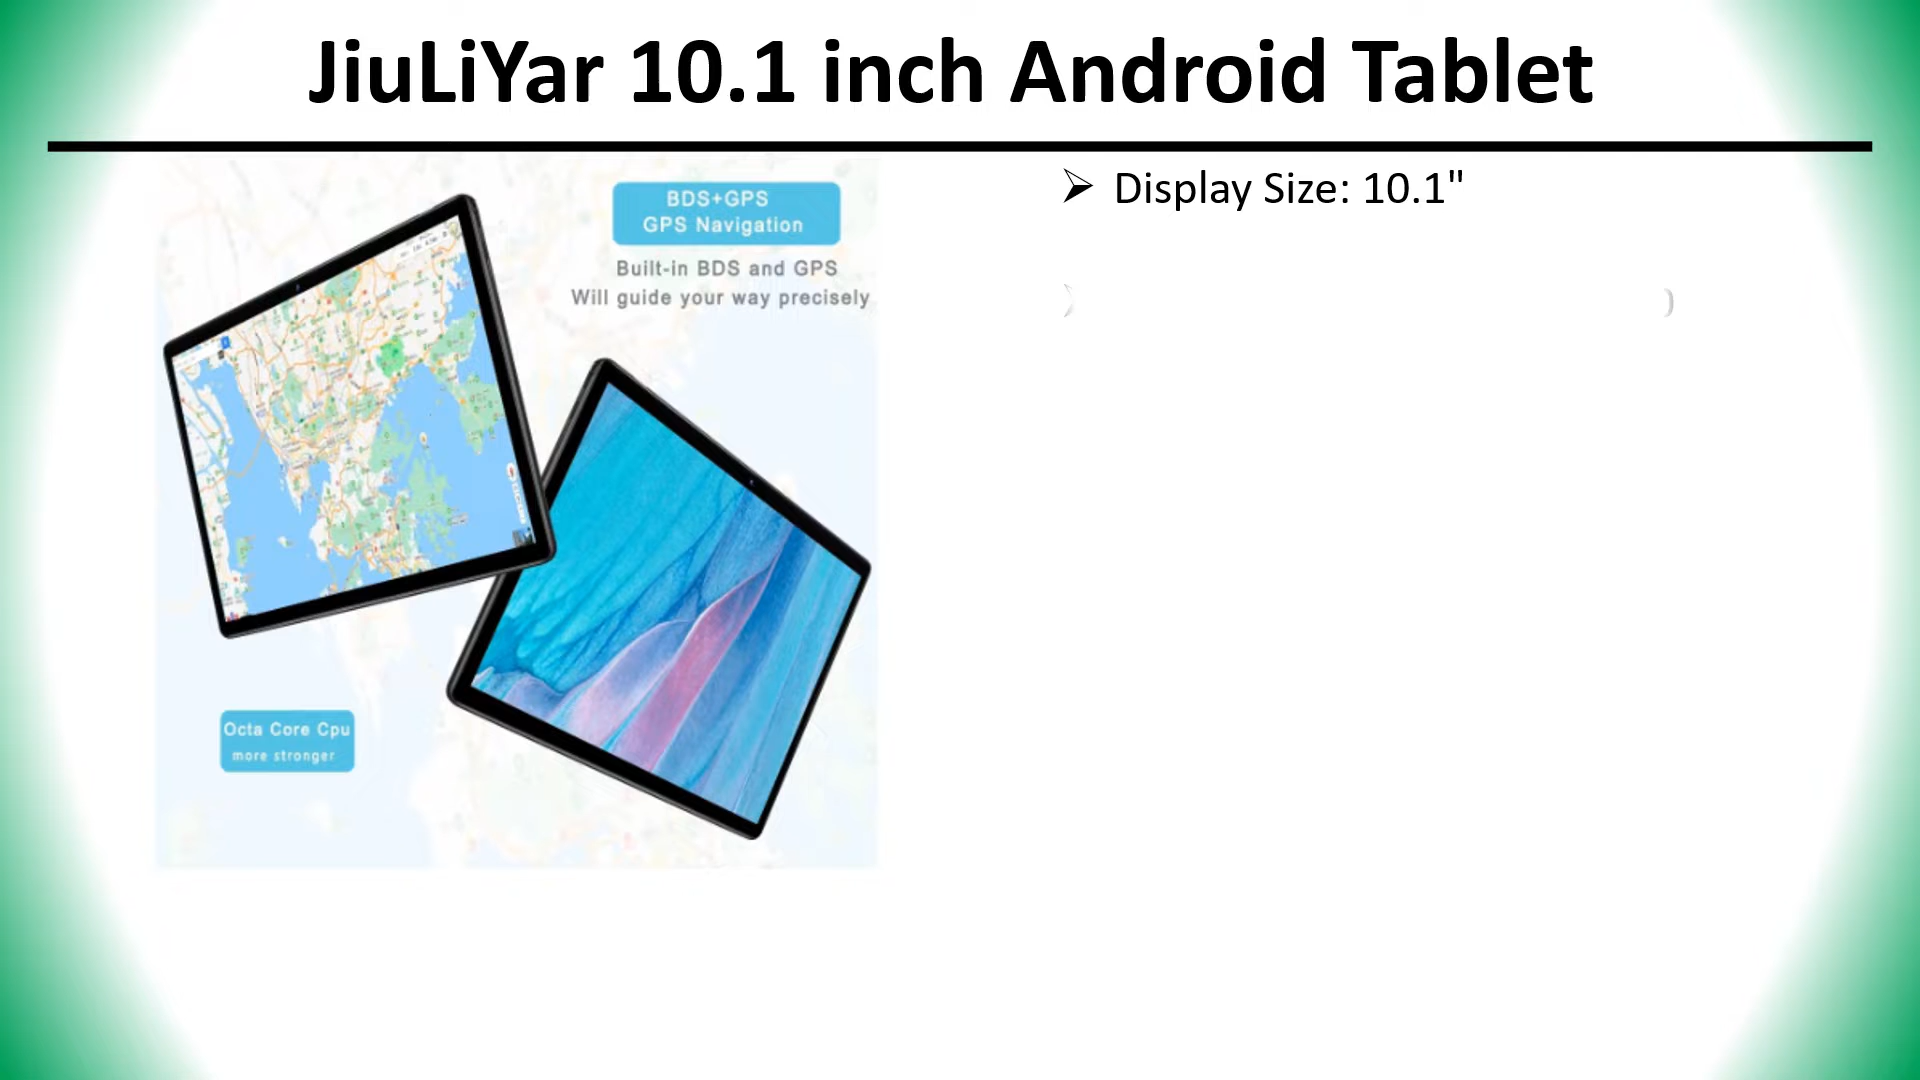 JiuLiYar 10.1 inch Android Tablet
Display Size: 10.1"
BDS+GPS
GPS Navigation
Built-in BDS and GPS
Will guide your way precisely
Octa Core Cpu
more stronger